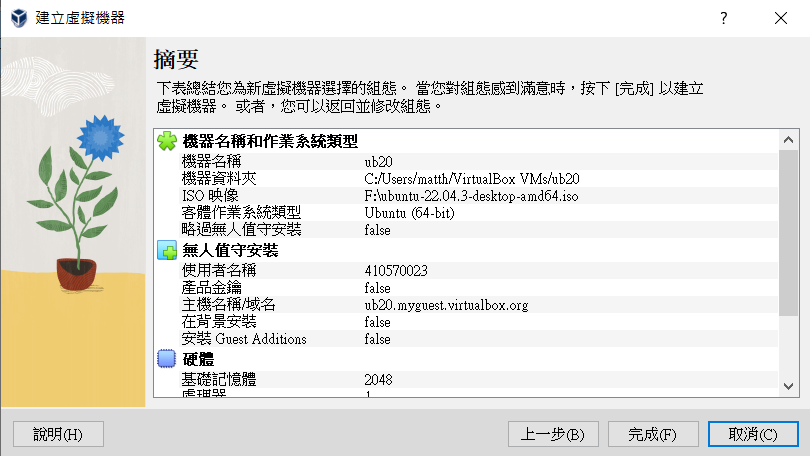 建立虛擬機器
?
摘要
下表總結您為新虛擬機器選擇的組態。 當您對組態感到滿意時，按下 [完成] 以建立
虛擬機器。 或者，您可以返回並修改組態。
機器名稱和作業系統類型
機器名稱 ub20
機器資料夾 C:/Users/matth/VirtualBox VMs/ub20
ISO 映像 F:\ubuntu-22.04.3-desktop-amd64.iso
客體作業系統類型 Ubuntu (64-bit)
略過無人值守安裝 false
無人值守安裝
使用者名稱 410570023
產品金鑰 false
主機名稱/域名 ub20.myguest.virtualbox.org
在背景安裝 false
安裝 Guest Additions false
硬體
基礎記憶體 2048
處理器 1
說明(H) 上一步(B) 完成(F) 取消(C)